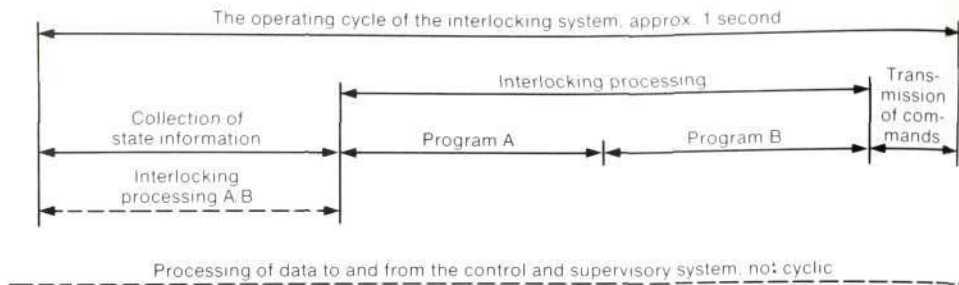 The operating cycle of the interlocking system. approx. 1 second
Interlocking processing
Trans-
mission
of com-
mands
Collection of
state information
Program A
Program B
Interlocking
processing A.B
Processing of data to and from the control and supervisory system. not cyclic